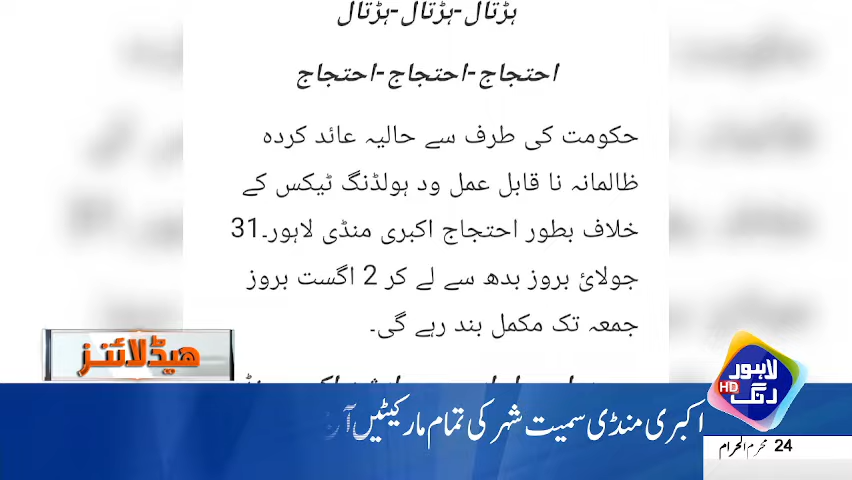 ہڑتال-ہڑتال-ہڑتال
احتجاج-احتجاج-احتجاج
حکومت کی طرف سے حالیہ عائد کردہ
ظالمانہ نا قابل عمل ود ہولڈنگ ٹیکس کے
خلاف بطور احتجاج اکبری منڈی لاہور۔31
جولائ بروز بدھ سے لے کر 2 اگست بروز
جمعہ تک مکمل بند رہے گی۔
ہیڈلائنز
لاہور
رنگ
HD
اکبری منڈی سمیت شہر کی تمام مارکیٹیں
24 محرم الحرام